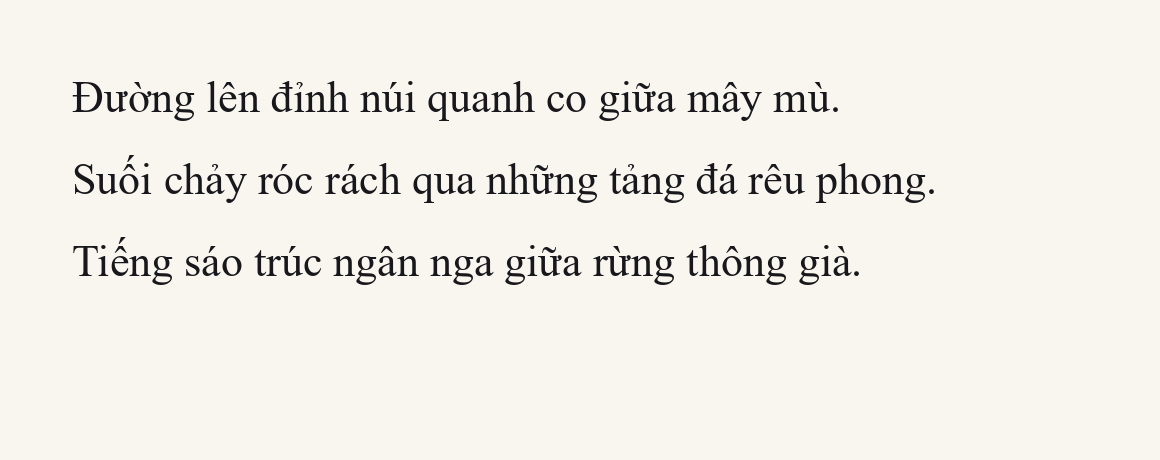 Đường lên đỉnh núi quanh co giữa mây mù.
Suối chảy róc rách qua những tảng đá rêu phong.
Tiếng sáo trúc ngân nga giữa rừng thông già.